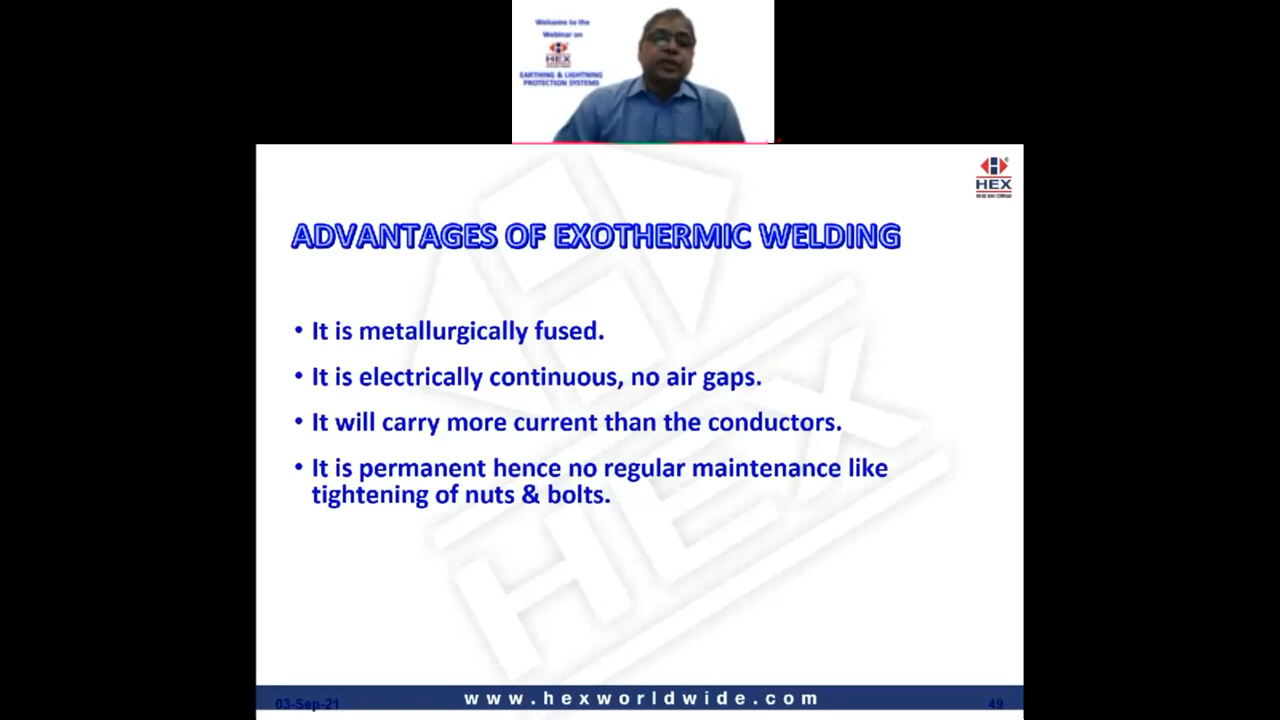 Welcome to the
Webinar on
HEX
EARTHING & LIGHTNING
PROTECTION SYSTEMS
HEX
ADVANTAGES OF EXOTHERMIC WELDING
• It is metallurgically fused.
• It is electrically continuous, no air gaps.
• It will carry more current than the conductors.
• It is permanent hence no regular maintenance like
tightening of nuts & bolts.
HEX
03-Sep-21
www.hexworldwide.com
49